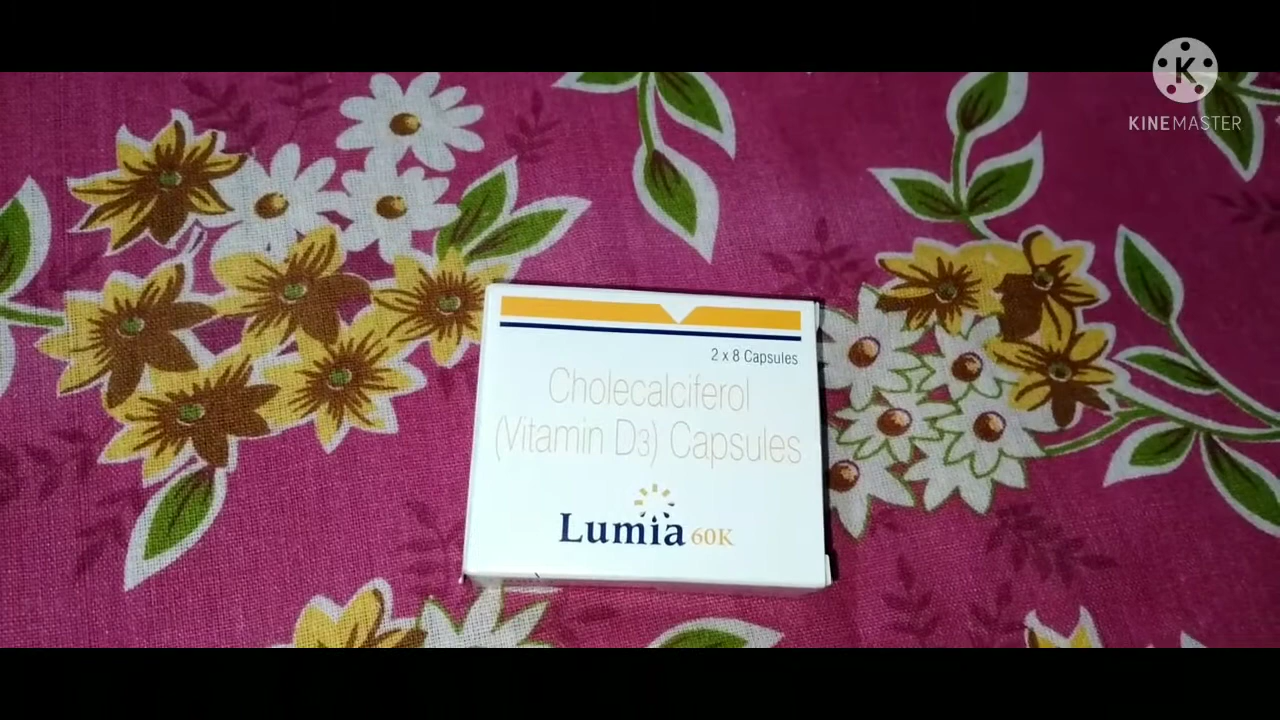 K
KINEMASTER
2 x 8 Capsules
Cholecalciferol
(Vitamin D3) Capsules
Lumia 60K